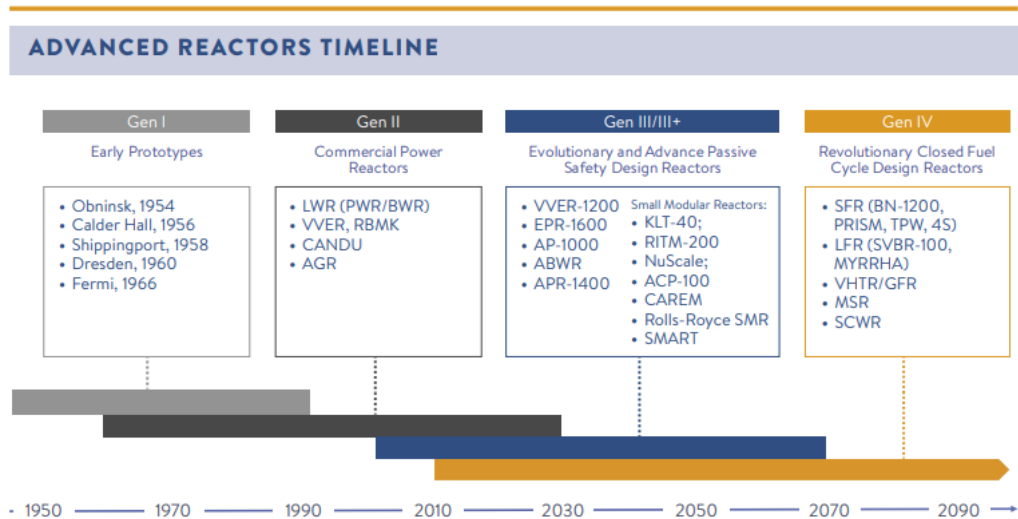 ADVANCED REACTORS TIMELINE
Gen I
Early Prototypes
• Obninsk, 1954
• Calder Hall, 1956
• Shippingport, 1958
• Dresden, 1960
• Fermi, 1966
Gen II
Commercial Power
Reactors
• LWR (PWR/BWR)
• VVER, RBMK
• CANDU
• AGR
Gen III/III+
Evolutionary and Advance Passive
Safety Design Reactors
• VVER-1200
• EPR-1600
• AP-1000
• ABWR
• APR-1400
Small Modular Reactors:
• KLT-40;
• RITM-200
• NuScale;
• ACP-100
• CAREM
• Rolls-Royce SMR
• SMART
Gen IV
Revolutionary Closed Fuel
Cycle Design Reactors
• SFR (BN-1200,
PRISM, TPW, 4S)
• LFR (SVBR-100,
MYRRHA)
• VHTR/GFR
• MSR
• SCWR
1950 1970 1990 2010 2030 2050 2070 2090